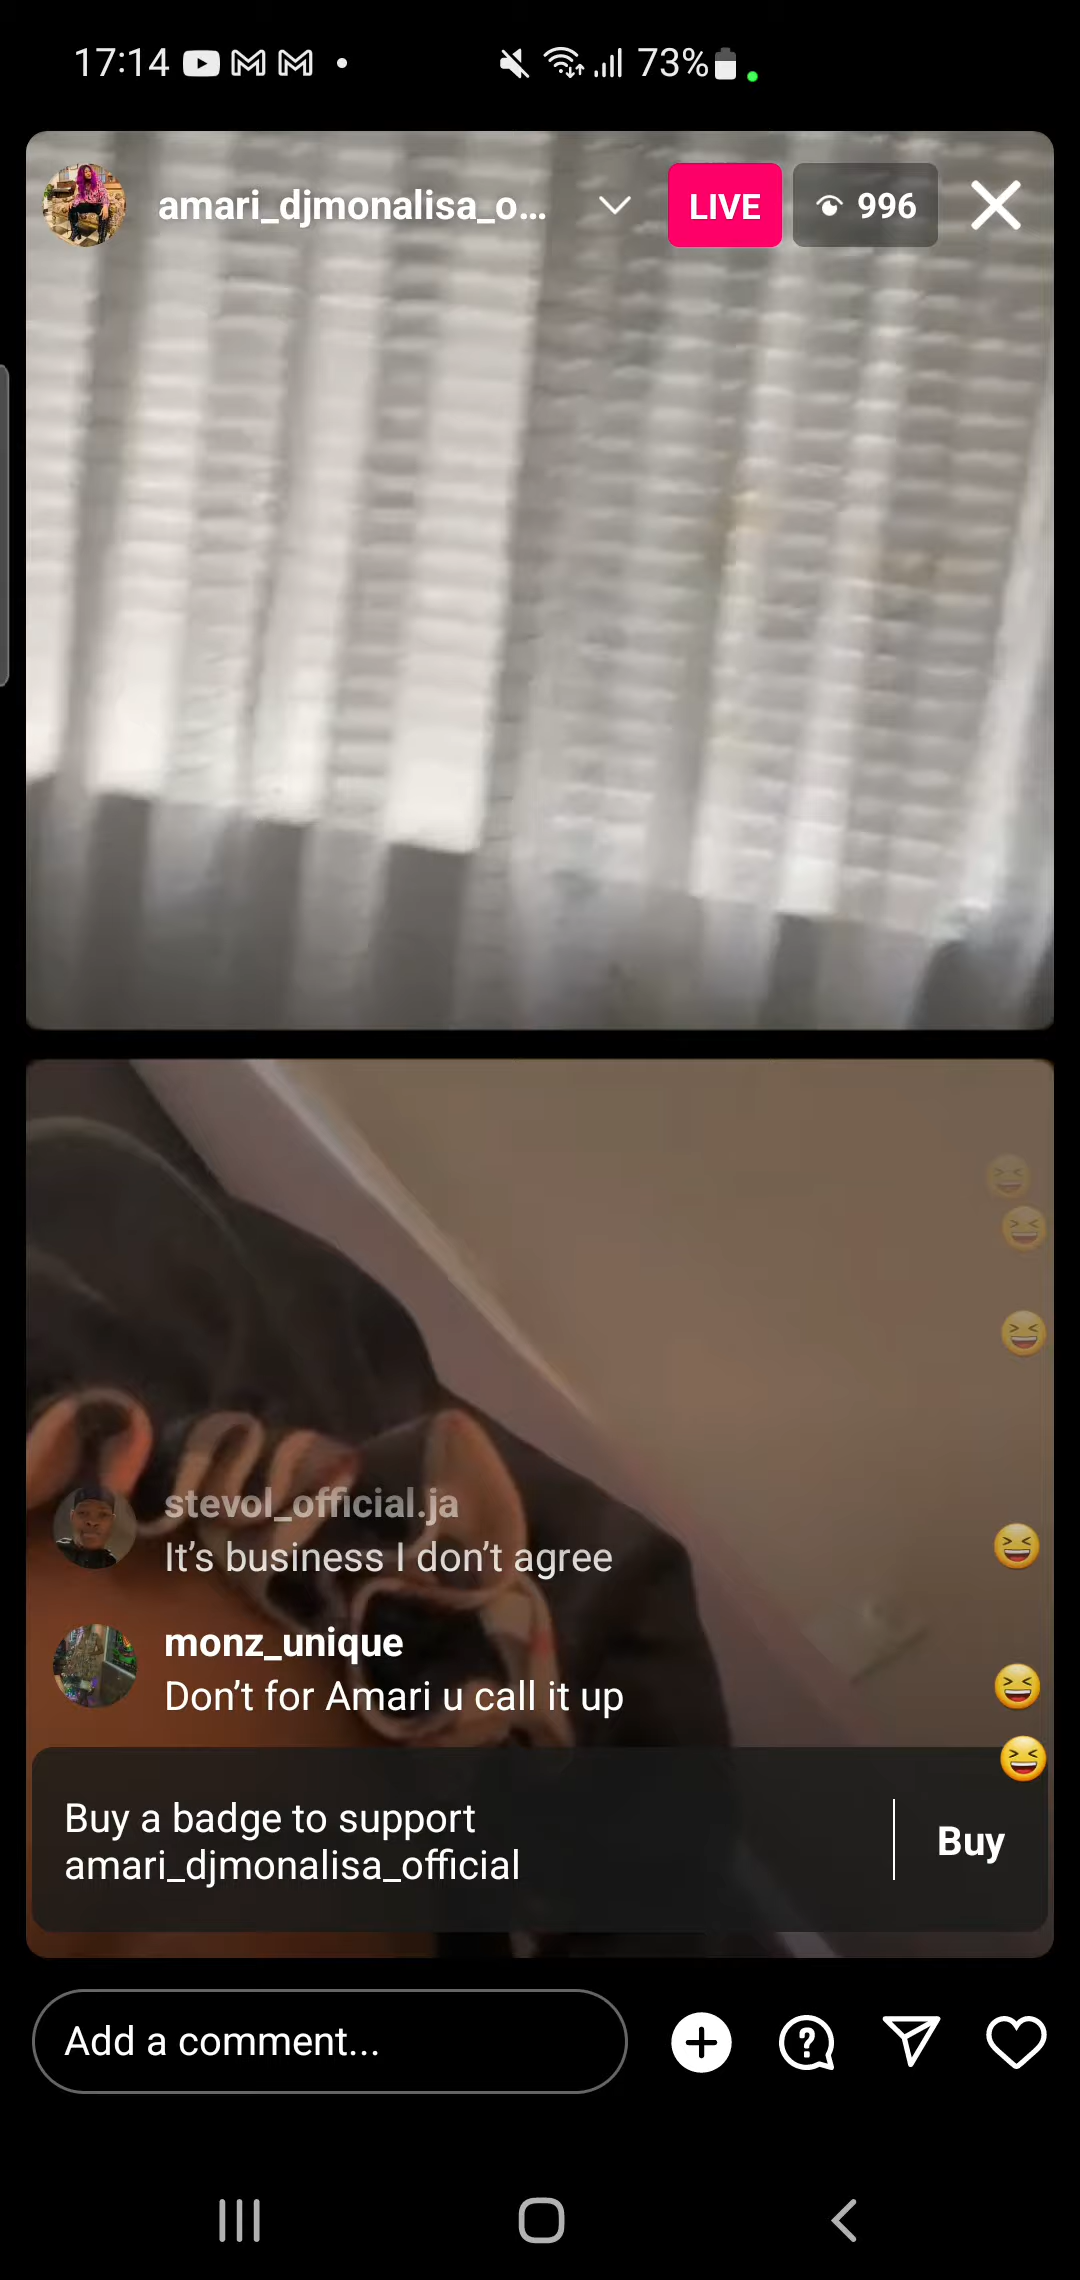 17:14
73%
amari_djmonalisa_o...
LIVE
996
stevol_official.ja
It's business I don't agree
monz_unique
Don't for Amari u call it up
Buy a badge to support
amari_djmonalisa_official
Buy
Add a comment...